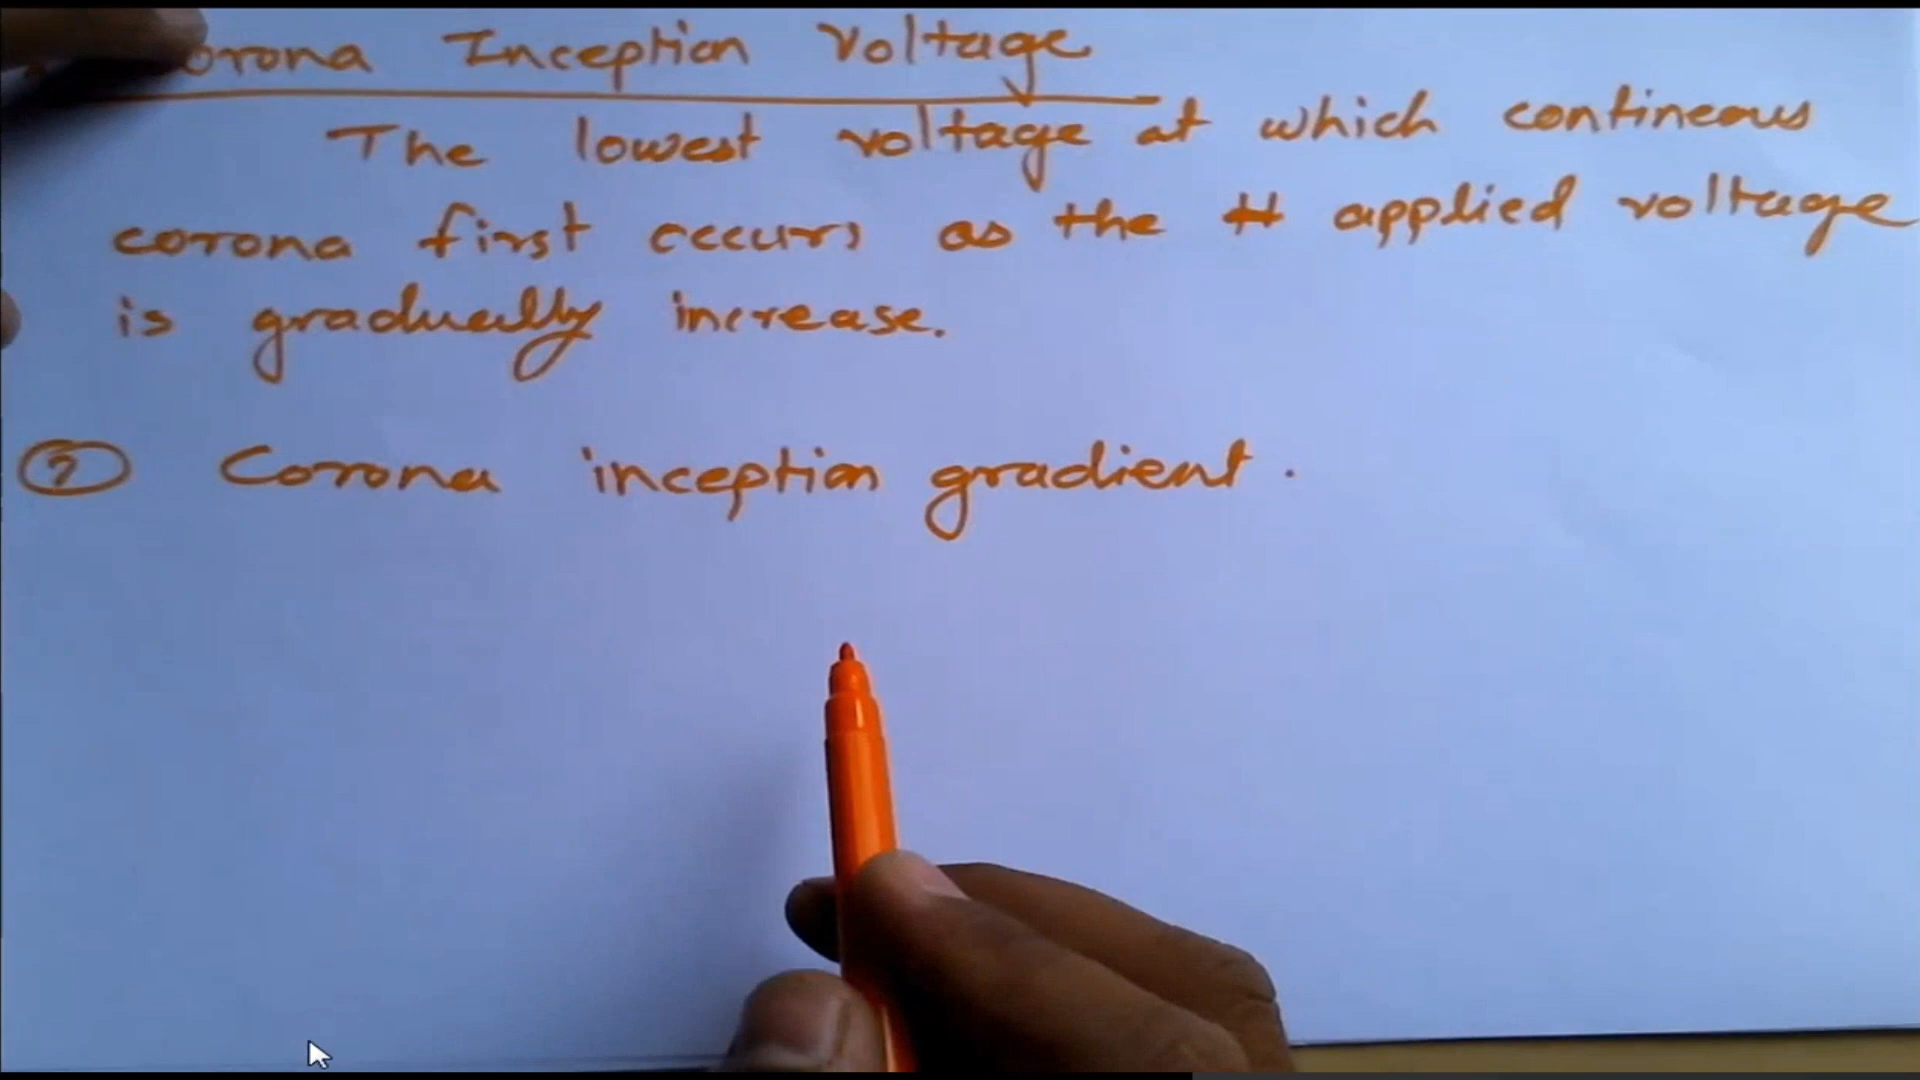 Corona Inception Voltage
The lowest voltage at which contineous
corona first occurs as the applied voltage
is gradually increase.
② Corona inception gradient.